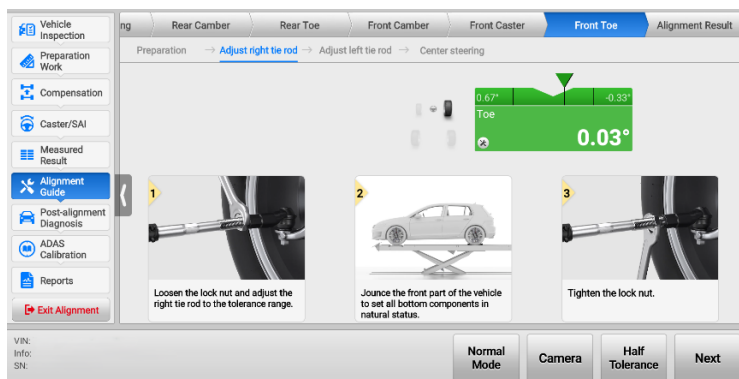 Vehicle
Inspection
Preparation
Work
Compensation
Caster/SAI
Measured
Result
Alignment
Guide
Post-alignment
Diagnosis
ADAS
Calibration
Reports
Exit Alignment
ng
Rear Camber
Rear Toe
Front Camber
Front Caster
Front Toe
Alignment Result
Preparation → Adjust right tie rod → Adjust left tie rod → Center steering
0.67° -0.33°
Toe
0.03°
1
Loosen the lock nut and adjust the
right tie rod to the tolerance range.
2
Jounce the front part of the vehicle
to set all bottom components in
natural status.
3
Tighten the lock nut.
VIN:
Info:
SN:
Normal
Mode
Camera
Half
Tolerance
Next